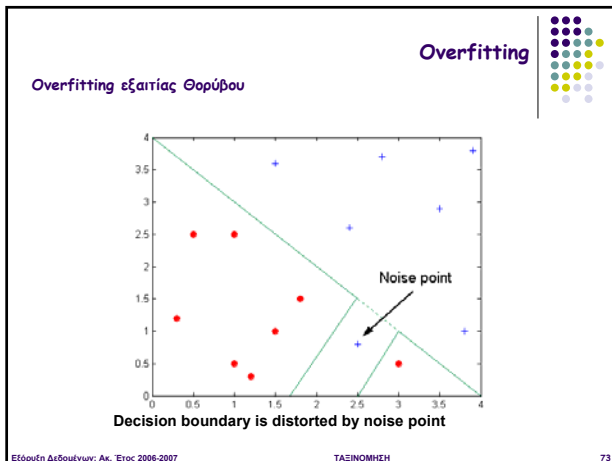 Overfitting
Overfitting εξαιτίας Θορύβου
4
3.5
3
2.5
2
1.5
1
0.5
0
Noise point
0 0.5 1 1.5 2 2.5 3 3.5 4
Decision boundary is distorted by noise point
Εξόρυξη Δεδομένων: Ακ. Έτος 2006-2007 ΤΑΞΙΝΟΜΗΣΗ 73